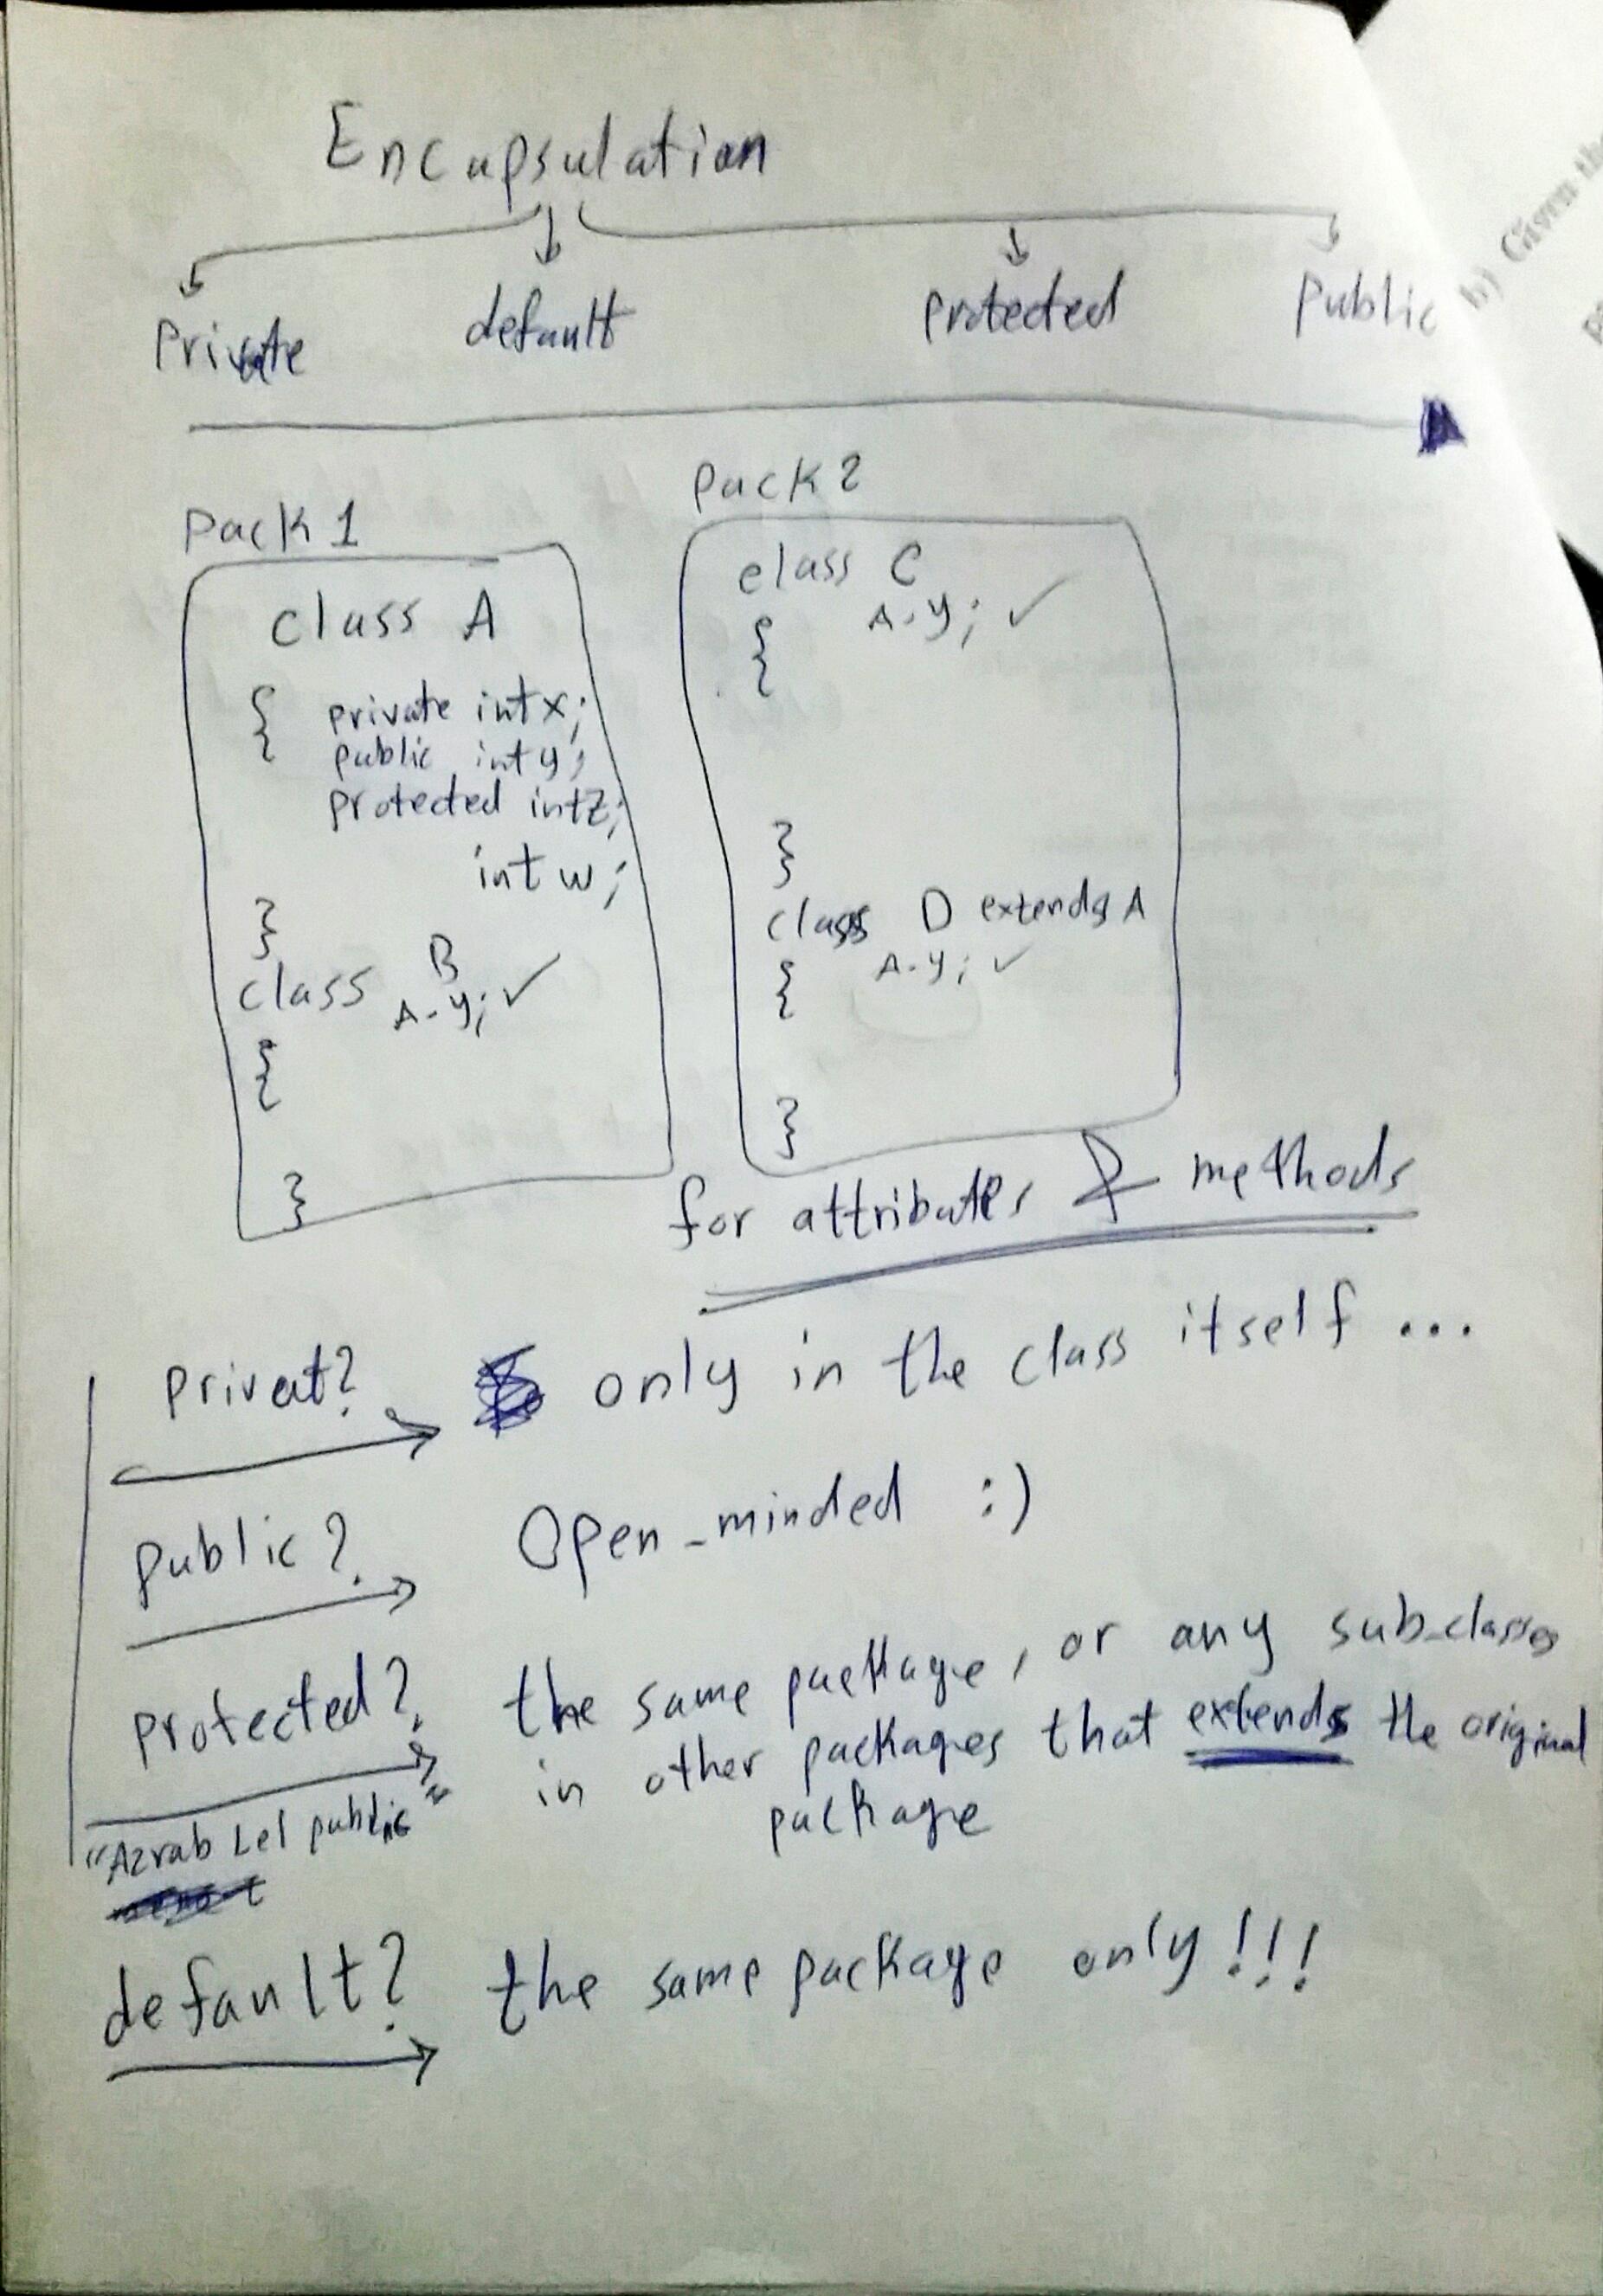 Encapsulation
private default protected public
Pack 1
class A
{ private int x;
public int y;
protected int z;
int w;
}
class B
A.y; ✓
{
}
Pack 2
class C
A.y; ✓
{
}
class D extends A
A.y; ✓
{
}
for attributes & methods
privat? only in the class itself ...
public? Open_minded :)
protected? the same package, or any sub_classes
in other packages that extends the original
package
"Azrab Lel public"
default? the same package only!!!
b) Given